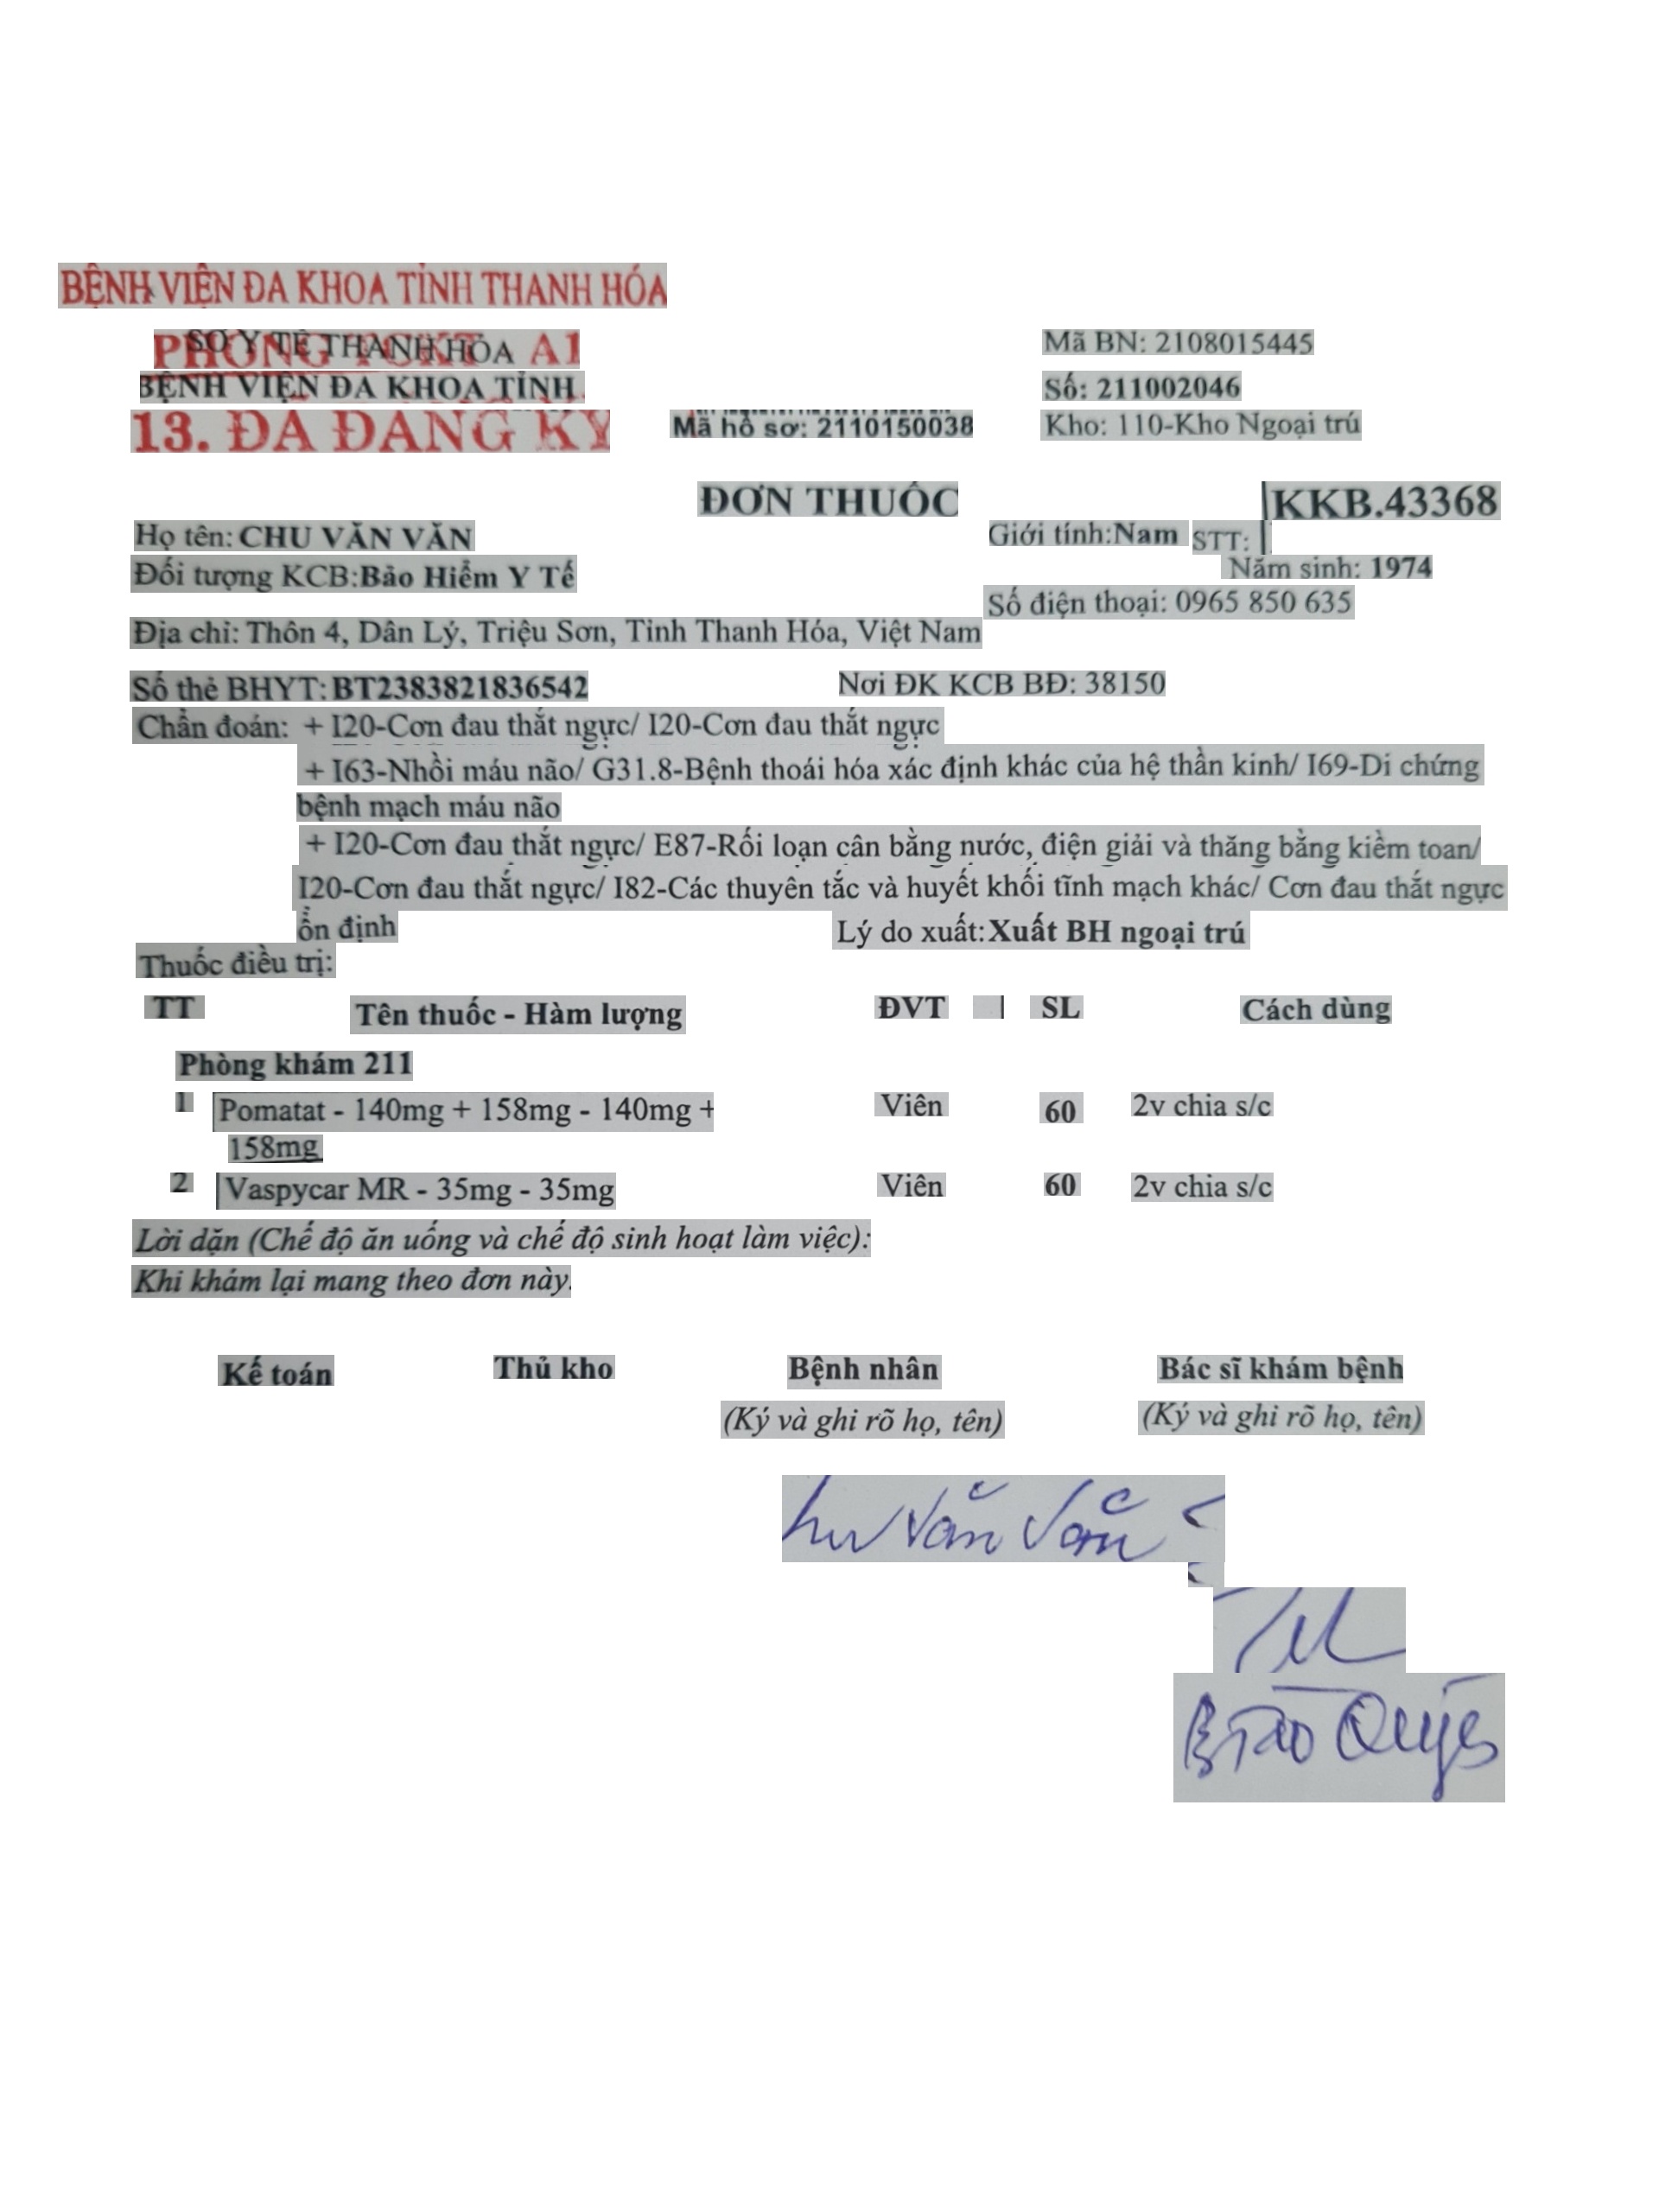 BỆNH VIỆN ĐA KHOA TỈNH THANH HÓA
SỞ Y TẾ THANH HÓA
PHÒNG TCKT A1
Mã BN: 2108015445
BỆNH VIỆN ĐA KHOA TỈNH
Số: 211002046
13. ĐÃ ĐĂNG KÝ
Mã hồ sơ: 2110150038
Kho: 110-Kho Ngoại trú
ĐƠN THUỐC
KKB.43368
Họ tên: CHU VĂN VĂN
Giới tính:Nam
STT:
Năm sinh: 1974
Đối tượng KCB:Bảo Hiểm Y Tế
Số điện thoại: 0965 850 635
Địa chỉ: Thôn 4, Dân Lý, Triệu Sơn, Tỉnh Thanh Hóa, Việt Nam
Số thẻ BHYT: BT2383821836542 Nơi ĐK KCB BĐ: 38150
Chẩn đoán: + I20-Cơn đau thắt ngực/ I20-Cơn đau thắt ngực
+ I63-Nhồi máu não/ G31.8-Bệnh thoái hóa xác định khác của hệ thần kinh/ I69-Di chứng
bệnh mạch máu não
+ I20-Cơn đau thắt ngực/ E87-Rối loạn cân bằng nước, điện giải và thăng bằng kiềm toan/
I20-Cơn đau thắt ngực/ I82-Các thuyên tắc và huyết khối tĩnh mạch khác/ Cơn đau thắt ngực
ổn định Lý do xuất:Xuất BH ngoại trú
Thuốc điều trị:
TT Tên thuốc - Hàm lượng ĐVT SL Cách dùng
Phòng khám 211
1 Pomatat - 140mg + 158mg - 140mg + Viên 60 2v chia s/c
158mg
2 Vaspycar MR - 35mg - 35mg Viên 60 2v chia s/c
Lời dặn (Chế độ ăn uống và chế độ sinh hoạt làm việc):
Khi khám lại mang theo đơn này.
Kế toán Thủ kho Bệnh nhân Bác sĩ khám bệnh
(Ký và ghi rõ họ, tên) (Ký và ghi rõ họ, tên)
Văn Văn